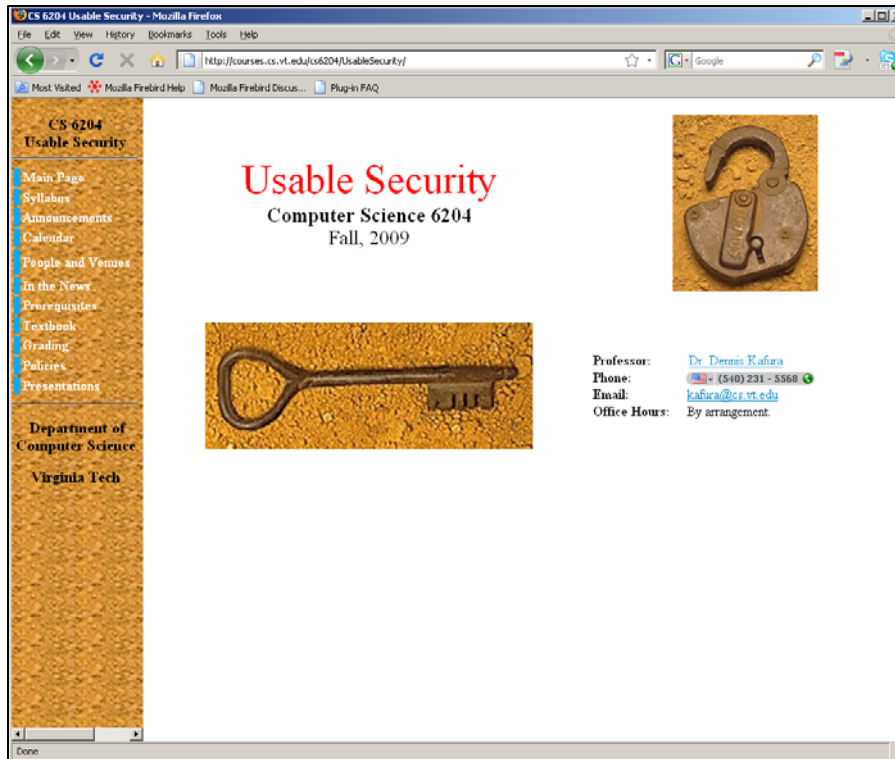 CS 6204 Usable Security - Mozilla Firefox
File Edit View History Bookmarks Tools Help
http://courses.cs.vt.edu/cs6204/UsableSecurity/
Google
Most Visited Mozilla Firebird Help Mozilla Firebird Discus... Plug-in FAQ
CS 6204
Usable Security
Main Page
Syllabus
Announcements
Calendar
People and Venues
In the News
Prerequisites
Textbook
Grading
Policies
Presentations
Department of
Computer Science
Virginia Tech
Usable Security
Computer Science 6204
Fall, 2009
Professor: Dr. Dennis Kafura
Phone: (540) 231 - 5568
Email: kafura@cs.vt.edu
Office Hours: By arrangement.
Done